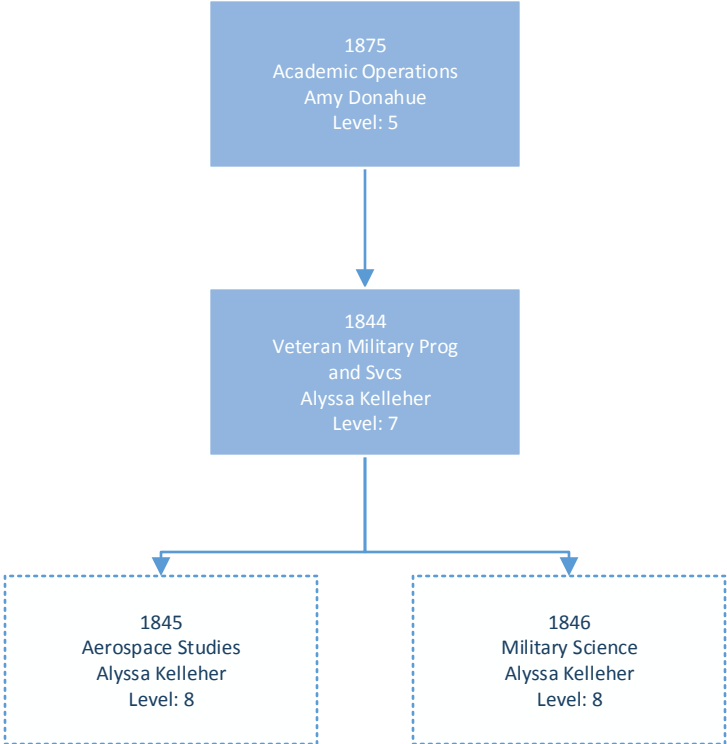 1875
Academic Operations
Amy Donahue
Level: 5
1844
Veteran Military Prog
and Svcs
Alyssa Kelleher
Level: 7
1845
Aerospace Studies
Alyssa Kelleher
Level: 8
1846
Military Science
Alyssa Kelleher
Level: 8